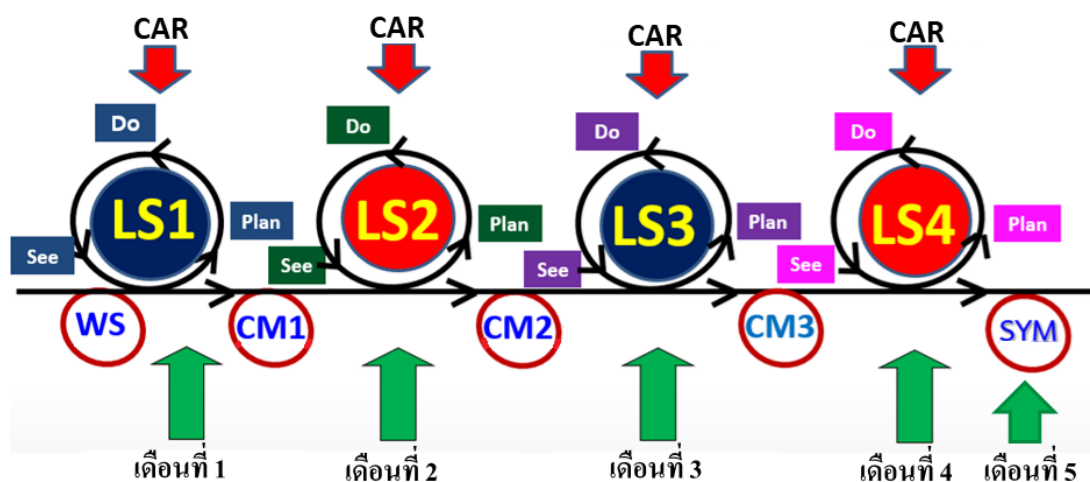 CAR
CAR
CAR
CAR
Do
Do
Do
Do
LS1
LS2
LS3
LS4
Plan
Plan
Plan
Plan
See
See
See
See
WS
CM1
CM2
CM3
SYM
เดือนที่ 1
เดือนที่ 2
เดือนที่ 3
เดือนที่ 4
เดือนที่ 5